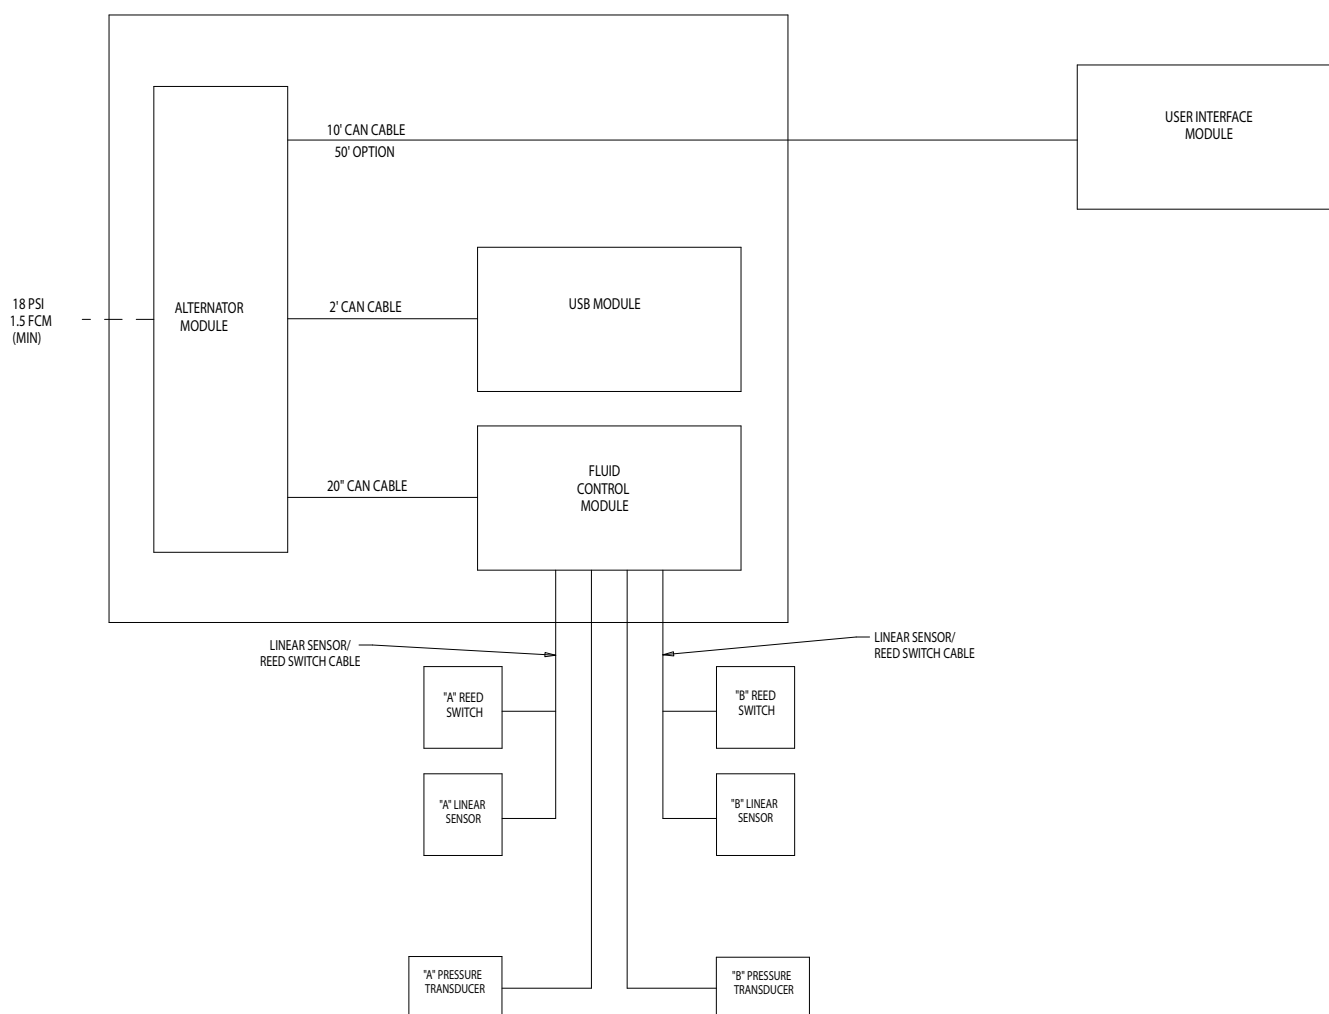 10' CAN CABLE
50' OPTION
USER INTERFACE
MODULE
18 PSI
1.5 FCM
(MIN)
ALTERNATOR
MODULE
2' CAN CABLE
USB MODULE
20" CAN CABLE
FLUID
CONTROL
MODULE
LINEAR SENSOR/
REED SWITCH CABLE
LINEAR SENSOR/
REED SWITCH CABLE
"A" REED
SWITCH
"B" REED
SWITCH
"A" LINEAR
SENSOR
"B" LINEAR
SENSOR
"A" PRESSURE
TRANSDUCER
"B" PRESSURE
TRANSDUCER